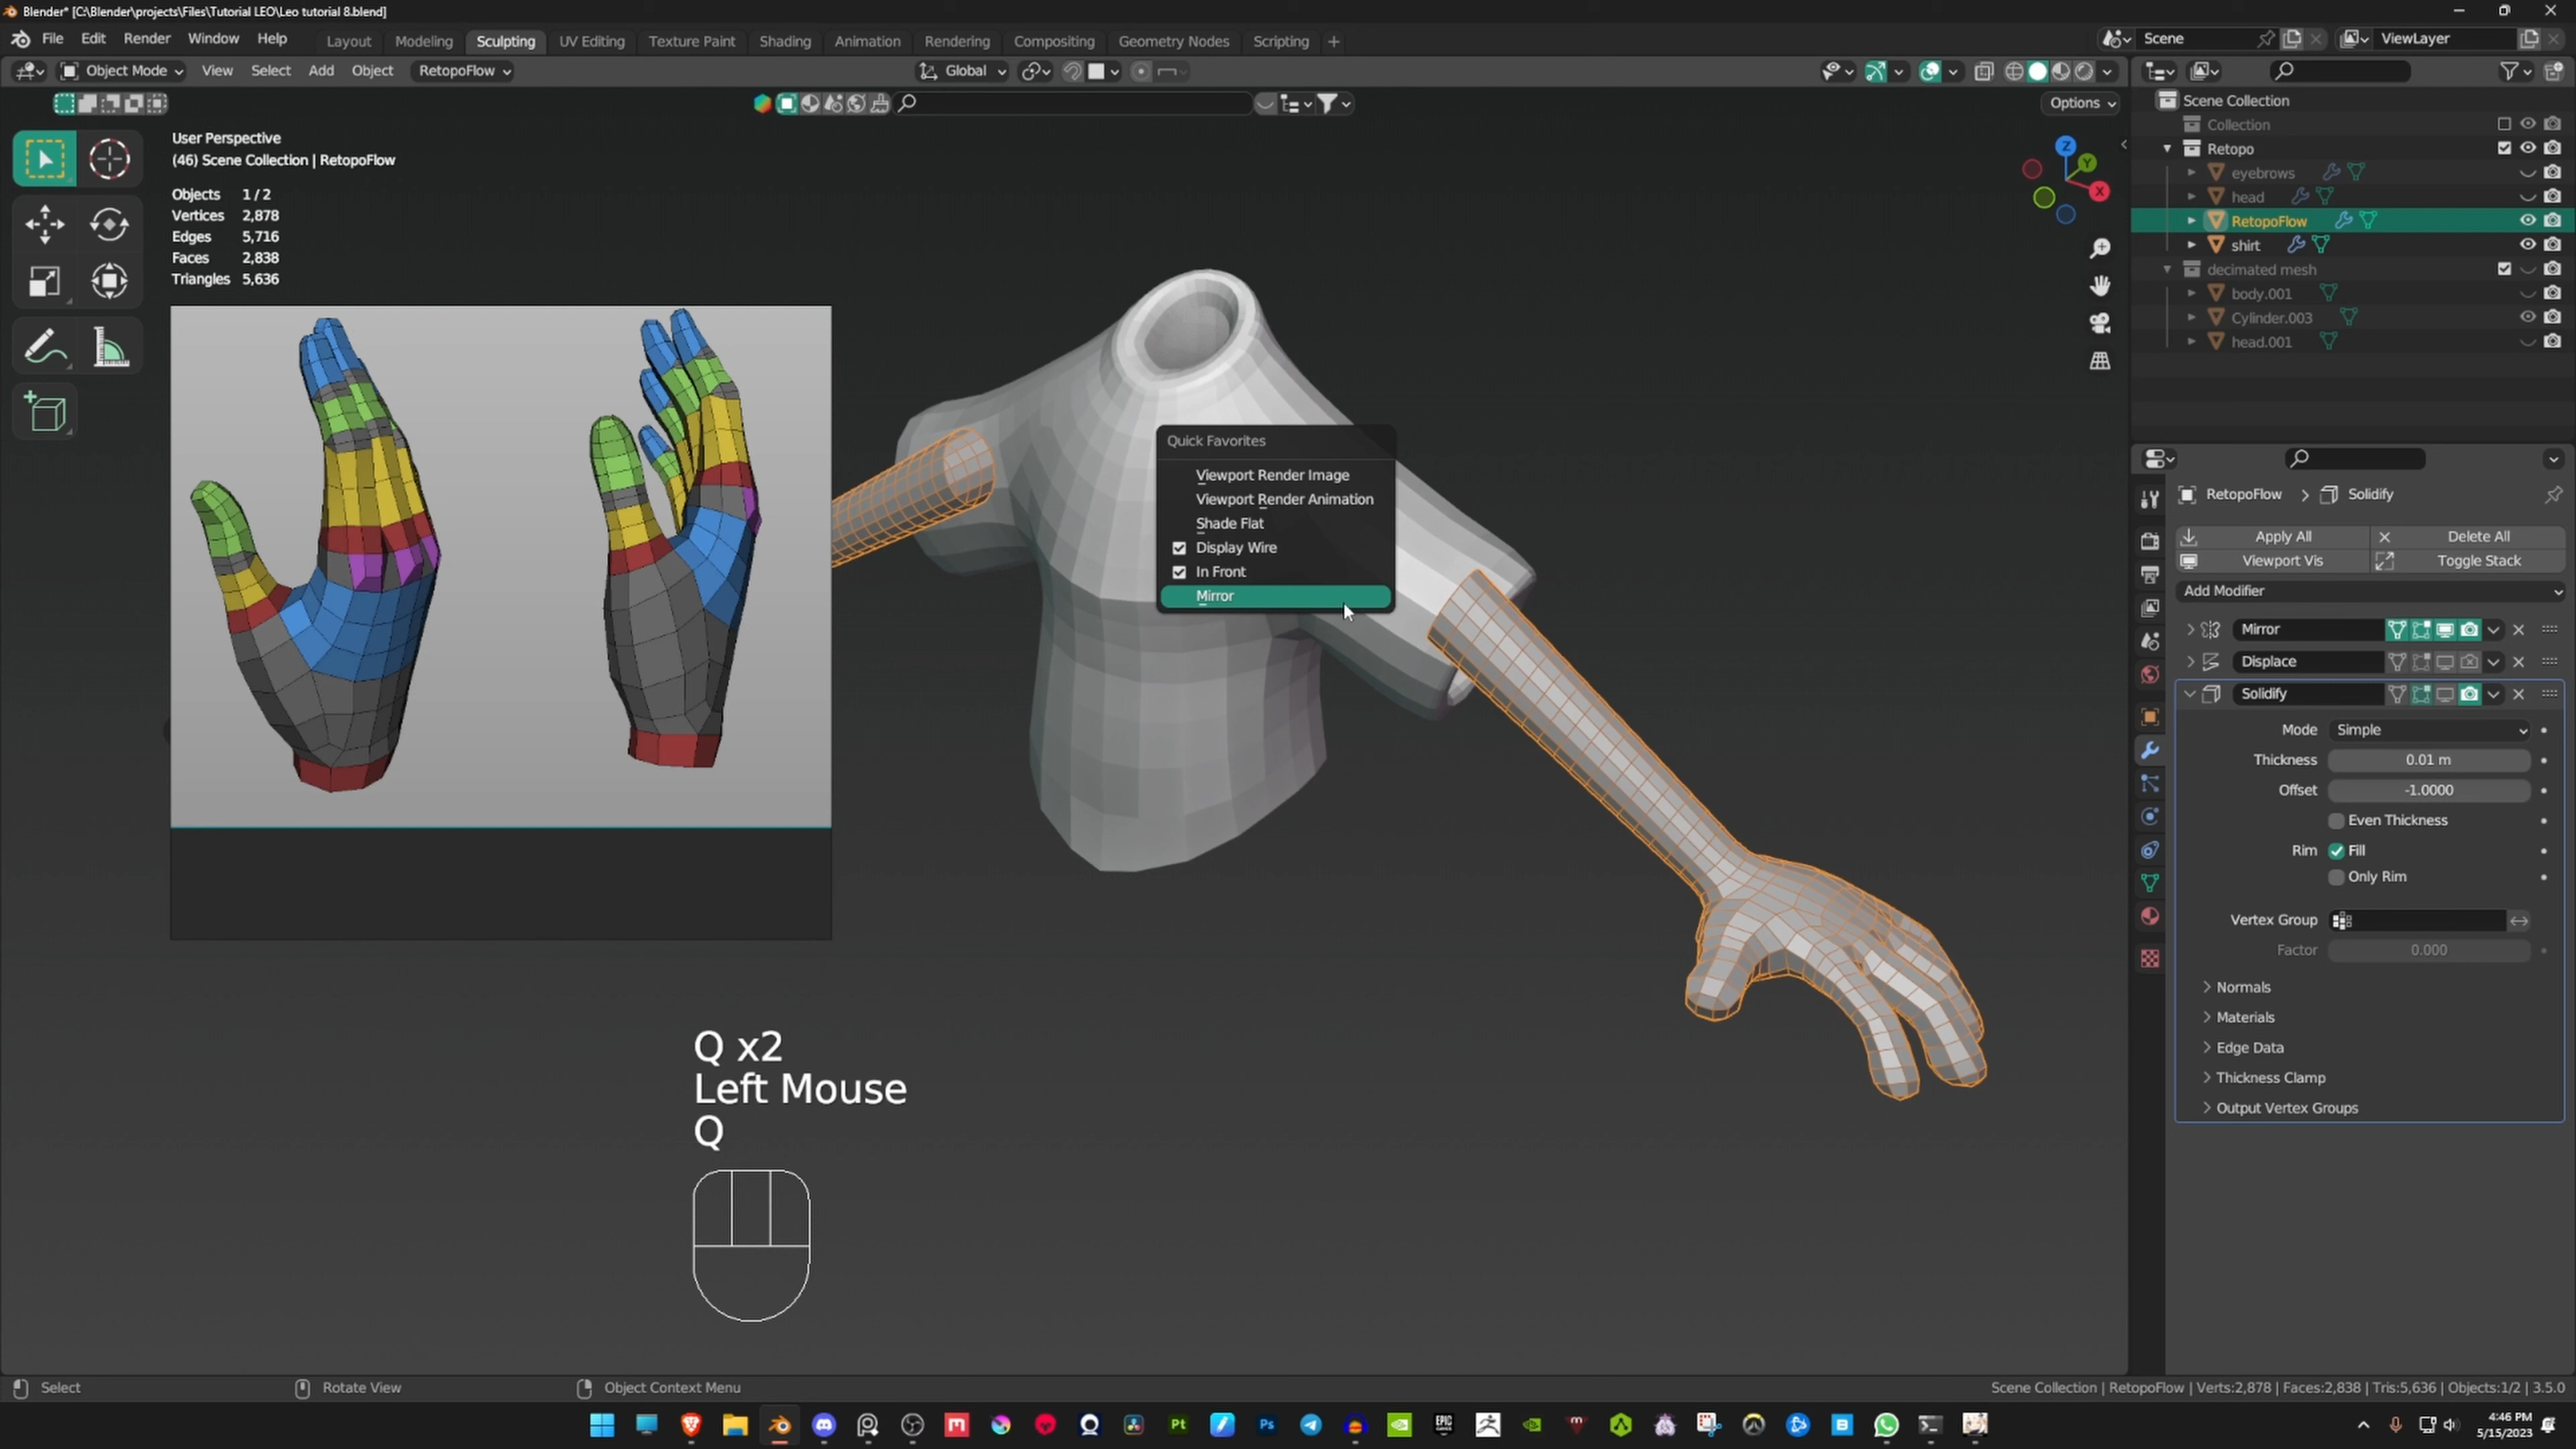 Blender* [C:\Blender\projects\Files\Tutorial LEO\Leo tutorial 8.blend]
File Edit Render Window Help Layout Modeling Sculpting UV Editing Texture Paint Shading Animation Rendering Compositing Geometry Nodes Scripting + Scene ViewLayer
Object Mode View Select Add Object RetopoFlow Global
Options
User Perspective
(46) Scene Collection | RetopoFlow
Objects 1 / 2
Vertices 2,878
Edges 5,716
Faces 2,838
Triangles 5,636
Z
Y
X
Quick Favorites
Viewport Render Image
Viewport Render Animation
Shade Flat
Display Wire
In Front
Mirror
Q x2
Left Mouse
Q
Scene Collection
Collection
Retopo
eyebrows
head
RetopoFlow
shirt
decimated mesh
body.001
Cylinder.003
head.001
RetopoFlow > Solidify
Apply All Delete All
Viewport Vis Toggle Stack
Add Modifier
Mirror
Displace
Solidify
Mode Simple
Thickness 0.01 m
Offset -1.0000
Even Thickness
Rim Fill
Only Rim
Vertex Group
Factor 0.000
Normals
Materials
Edge Data
Thickness Clamp
Output Vertex Groups
Select Rotate View Object Context Menu Scene Collection | RetopoFlow | Verts:2,878 | Faces:2,838 | Tris:5,636 | Objects:1/2 | 3.5.0
Pt Ps EPIC GAMES B
4:46 PM
5/15/2023